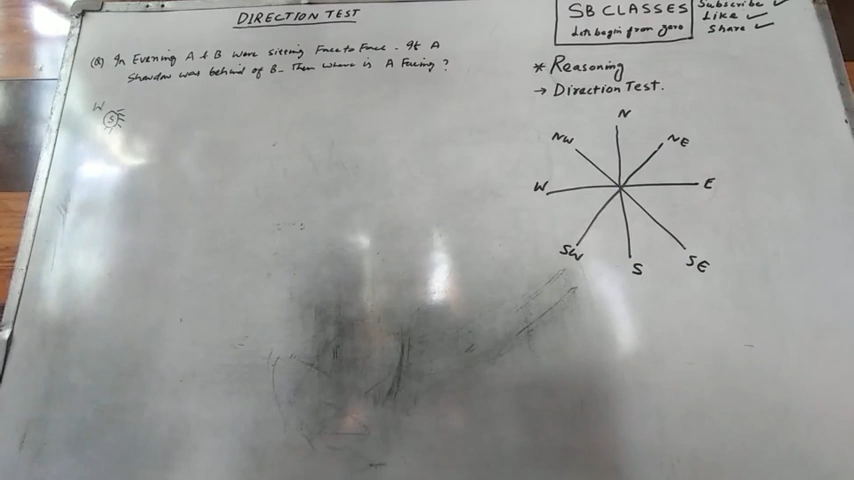 DIRECTION TEST
(Q) In Evening A & B Were sitting Face to Face. If A
Shawdow was behind of B. Then Where is A Facing?
W
S
SB CLASSES
Lets begin from zero
Subscribe ✓
Like ✓
Share ✓
* Reasoning
→ Direction Test.
N
NW
NE
W
E
SW
S
SE